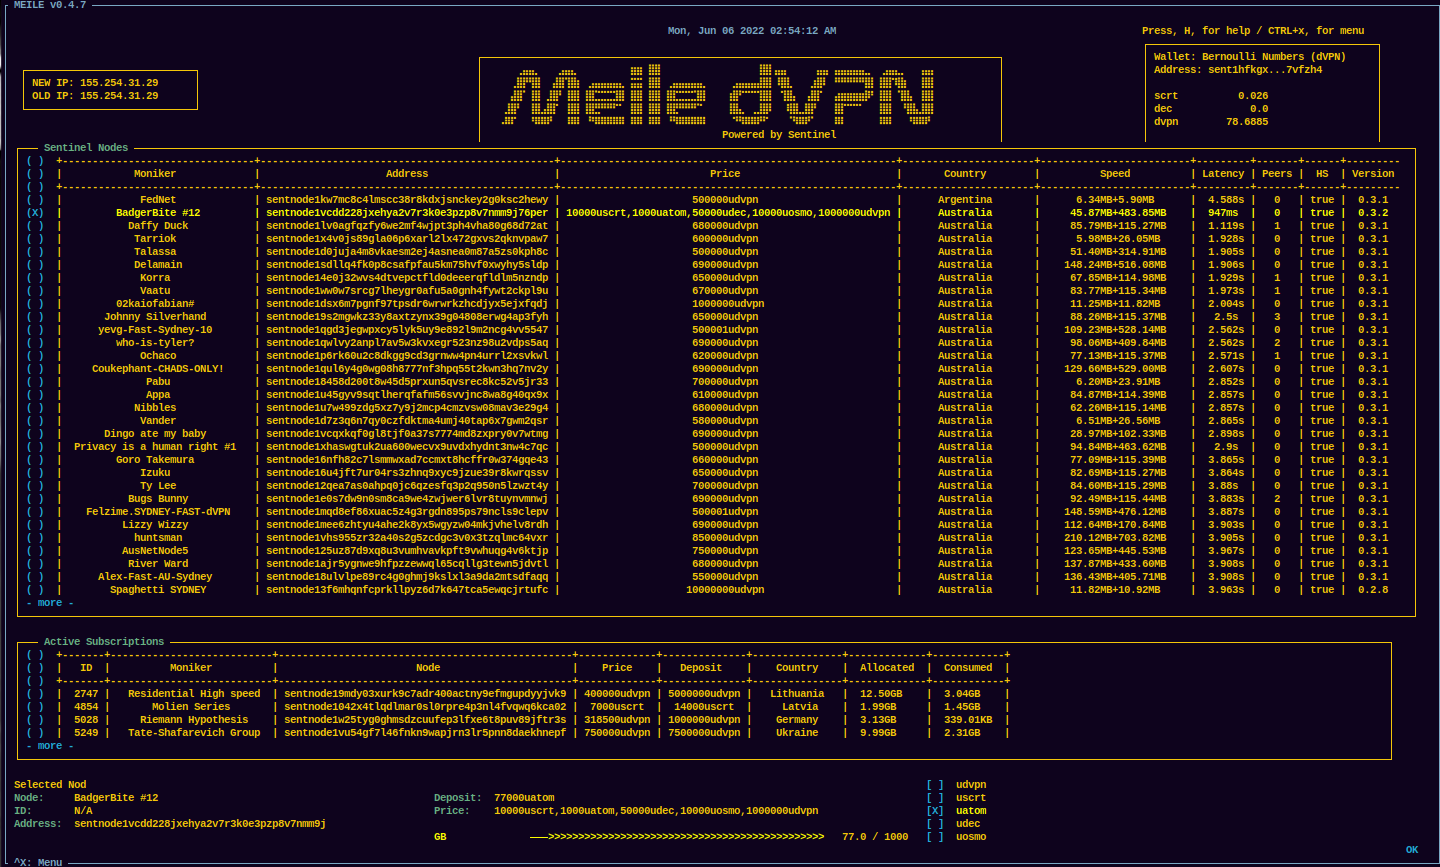 MEILE v0.4.7
Mon, Jun 06 2022 02:54:12 AM
Press, H, for help / CTRL+x, for menu
NEW IP: 155.254.31.29
OLD IP: 155.254.31.29
Meile dVPN
Powered by Sentinel
Wallet: Bernoulli Numbers (dVPN)
Address: sent1hfkgx...7vfzh4
scrt 0.026
dec 0.0
dvpn 78.6885
Sentinel Nodes
( ) +--------------------------------+-------------------------------------------------+--------------------------------------------------------+----------------------+-------------------------+---------+-------+------+---------
( ) | Moniker | Address | Price | Country | Speed | Latency | Peers | HS | Version
( ) +--------------------------------+-------------------------------------------------+--------------------------------------------------------+----------------------+-------------------------+---------+-------+------+---------
( ) | FedNet | sentnode1kw7mc8c4lmscc38r8kdxjsnckey2g0ksc2hewy | 500000udvpn | Argentina | 6.34MB+5.90MB | 4.588s | 0 | true | 0.3.1
(X) | BadgerBite #12 | sentnode1vcdd228jxehya2v7r3k0e3pzp8v7nmm9j76per | 10000uscrt,1000uatom,50000udec,10000uosmo,1000000udvpn | Australia | 45.87MB+483.85MB | 947ms | 0 | true | 0.3.2
( ) | Daffy Duck | sentnode1lv0agfqzfy6we2mf4wjpt3ph4vha80g68d72at | 680000udvpn | Australia | 85.79MB+115.27MB | 1.119s | 1 | true | 0.3.1
( ) | Tarriok | sentnode1x4v0js89gla06p6xarl2lx472gxvs2qknvpaw7 | 600000udvpn | Australia | 5.98MB+26.05MB | 1.928s | 0 | true | 0.3.1
( ) | Talassa | sentnode1d0juja4m8vkaesm2ej4asnea0m87a5zs0kph8c | 500000udvpn | Australia | 51.40MB+314.91MB | 1.905s | 0 | true | 0.3.1
( ) | Delamain | sentnode1sdllq4fk0p8csafpfau5km75hvf0xwyhy5sldp | 690000udvpn | Australia | 148.24MB+516.08MB | 1.906s | 0 | true | 0.3.1
( ) | Korra | sentnode14e0j32wvs4dtvepctfld0deeerqfldlm5nzndp | 650000udvpn | Australia | 67.85MB+114.98MB | 1.929s | 1 | true | 0.3.1
( ) | Vaatu | sentnode1ww0w7srcg7lheygr0afu5a0gnh4fywt2ckpl9u | 670000udvpn | Australia | 83.77MB+115.34MB | 1.973s | 1 | true | 0.3.1
( ) | 02kaiofabian# | sentnode1dsx6m7pgnf97tpsdr6wrwrkzhcdjyx5ejxfqdj | 1000000udvpn | Australia | 11.25MB+11.82MB | 2.004s | 0 | true | 0.3.1
( ) | Johnny Silverhand | sentnode19s2mgwkz33y8axtzynx39g04808erwg4ap3fyh | 650000udvpn | Australia | 88.26MB+115.37MB | 2.5s | 3 | true | 0.3.1
( ) | yevg-Fast-Sydney-10 | sentnode1qgd3jegwpxcy5lyk5uy9e892l9m2ncg4vv5547 | 500001udvpn | Australia | 109.23MB+528.14MB | 2.562s | 0 | true | 0.3.1
( ) | who-is-tyler? | sentnode1qwlvy2anpl7av5w3kvxegr523nz98u2vdps5aq | 690000udvpn | Australia | 98.06MB+409.84MB | 2.562s | 2 | true | 0.3.1
( ) | Ochaco | sentnode1p6rk60u2c8dkgg9cd3grnww4pn4urrl2xsvkwl | 620000udvpn | Australia | 77.13MB+115.37MB | 2.571s | 1 | true | 0.3.1
( ) | Coukephant-CHADS-ONLY! | sentnode1qul6y4g0wg08h8777nf3hpq55t2kwn3hq7nv2y | 690000udvpn | Australia | 129.66MB+529.00MB | 2.607s | 0 | true | 0.3.1
( ) | Pabu | sentnode18458d200t8w45d5prxun5qvsrec8kc52v5jr33 | 700000udvpn | Australia | 6.20MB+23.91MB | 2.852s | 0 | true | 0.3.1
( ) | Appa | sentnode1u45gyv9sqtlherqfafm56svvjnc8wa8g40qx9x | 610000udvpn | Australia | 84.87MB+114.39MB | 2.857s | 0 | true | 0.3.1
( ) | Nibbles | sentnode1u7w499zdg5xz7y9j2mcp4cmzvsw08mav3e29g4 | 680000udvpn | Australia | 62.26MB+115.14MB | 2.857s | 0 | true | 0.3.1
( ) | Vander | sentnode1d7z3q6n7qy0czfdktma4umj40tap6x7gwm2qsr | 580000udvpn | Australia | 6.51MB+26.56MB | 2.865s | 0 | true | 0.3.1
( ) | Dingo ate my baby | sentnode1vcqxkqf0gl8tjf0a37s7774md8zxpry0v7wtmg | 690000udvpn | Australia | 28.97MB+102.33MB | 2.898s | 0 | true | 0.3.1
( ) | Privacy is a human right #1 | sentnode1xhaswgtuk2ua600wecvx9uvdxhydnt3nw4c7qc | 500000udvpn | Australia | 94.84MB+463.62MB | 2.9s | 0 | true | 0.3.1
( ) | Goro Takemura | sentnode16nfh82c7lsmmwxad7ccmxt8hcffr0w374gqe43 | 660000udvpn | Australia | 77.09MB+115.39MB | 3.865s | 0 | true | 0.3.1
( ) | Izuku | sentnode16u4jft7ur04rs3zhnq9xyc9jzue39r8kwrqssv | 650000udvpn | Australia | 82.69MB+115.27MB | 3.864s | 0 | true | 0.3.1
( ) | Ty Lee | sentnode12qea7as0ahpq0jc6qzesfq3p2q950n5lzwzt4y | 700000udvpn | Australia | 84.60MB+115.29MB | 3.88s | 0 | true | 0.3.1
( ) | Bugs Bunny | sentnode1e0s7dw9n0sm8ca9we4zwjwer6lvr8tuynvmnwj | 690000udvpn | Australia | 92.49MB+115.44MB | 3.883s | 2 | true | 0.3.1
( ) | Felzime.SYDNEY-FAST-dVPN | sentnode1mqd8ef86xuac5z4g3rgdn895ps79ncls9clepv | 500001udvpn | Australia | 148.59MB+476.12MB | 3.887s | 0 | true | 0.3.1
( ) | Lizzy Wizzy | sentnode1mee6zhtyu4ahe2k8yx5wgyzw04mkjvhelv8rdh | 690000udvpn | Australia | 112.64MB+170.84MB | 3.903s | 0 | true | 0.3.1
( ) | huntsman | sentnode1vhs955zr32a40s2g5zcdgc3v0x3tzqlmc64vxr | 850000udvpn | Australia | 210.12MB+703.82MB | 3.905s | 0 | true | 0.3.1
( ) | AusNetNode5 | sentnode125uz87d9xq8u3vumhvavkpft9vwhuqg4v6ktjp | 750000udvpn | Australia | 123.65MB+445.53MB | 3.967s | 0 | true | 0.3.1
( ) | River Ward | sentnode1ajr5ygnwe9hfpzzewwql65cqllg3tewn5jdvtl | 680000udvpn | Australia | 137.87MB+433.60MB | 3.908s | 0 | true | 0.3.1
( ) | Alex-Fast-AU-Sydney | sentnode18ulvlpe89rc4g0ghmj9kslxl3a9da2mtsdfaqq | 550000udvpn | Australia | 136.43MB+405.71MB | 3.908s | 0 | true | 0.3.1
( ) | Spaghetti SYDNEY | sentnode13f6mhqnfcprkllpyz6d7k647tca5ewqcjrtufc | 10000000udvpn | Australia | 11.82MB+10.92MB | 3.963s | 0 | true | 0.2.8
- more -
Active Subscriptions
( ) +-------+---------------------------+-------------------------------------------------+-------------+--------------+---------------+-------------+------------+
( ) | ID | Moniker | Node | Price | Deposit | Country | Allocated | Consumed |
( ) +-------+---------------------------+-------------------------------------------------+-------------+--------------+---------------+-------------+------------+
( ) | 2747 | Residential High speed | sentnode19mdy03xurk9c7adr400actny9efmgupdyyjvk9 | 400000udvpn | 5000000udvpn | Lithuania | 12.50GB | 3.04GB |
( ) | 4854 | Molien Series | sentnode1042x4tlqdlmar0sl0rpre4p3nl4fvqwq6kca02 | 7000uscrt | 14000uscrt | Latvia | 1.99GB | 1.45GB |
( ) | 5028 | Riemann Hypothesis | sentnode1w25tyg0ghmsdzcuufep3lfxe6t8puv89jftr3s | 318500udvpn | 1000000udvpn | Germany | 3.13GB | 339.01KB |
( ) | 5249 | Tate-Shafarevich Group | sentnode1vu54gf7l46fnkn9wapjrn3lr5pnn8daekhnepf | 750000udvpn | 7500000udvpn | Ukraine | 9.99GB | 2.31GB |
- more -
Selected Nod
Node: BadgerBite #12
ID: N/A
Address: sentnode1vcdd228jxehya2v7r3k0e3pzp8v7nmm9j
Deposit: 77000uatom
Price: 10000uscrt,1000uatom,50000udec,10000uosmo,1000000udvpn
GB ———>>>>>>>>>>>>>>>>>>>>>>>>>>>>>>>>>>>>>>>>>>>>>> 77.0 / 1000
[ ] udvpn
[ ] uscrt
[X] uatom
[ ] udec
[ ] uosmo
OK
^X: Menu